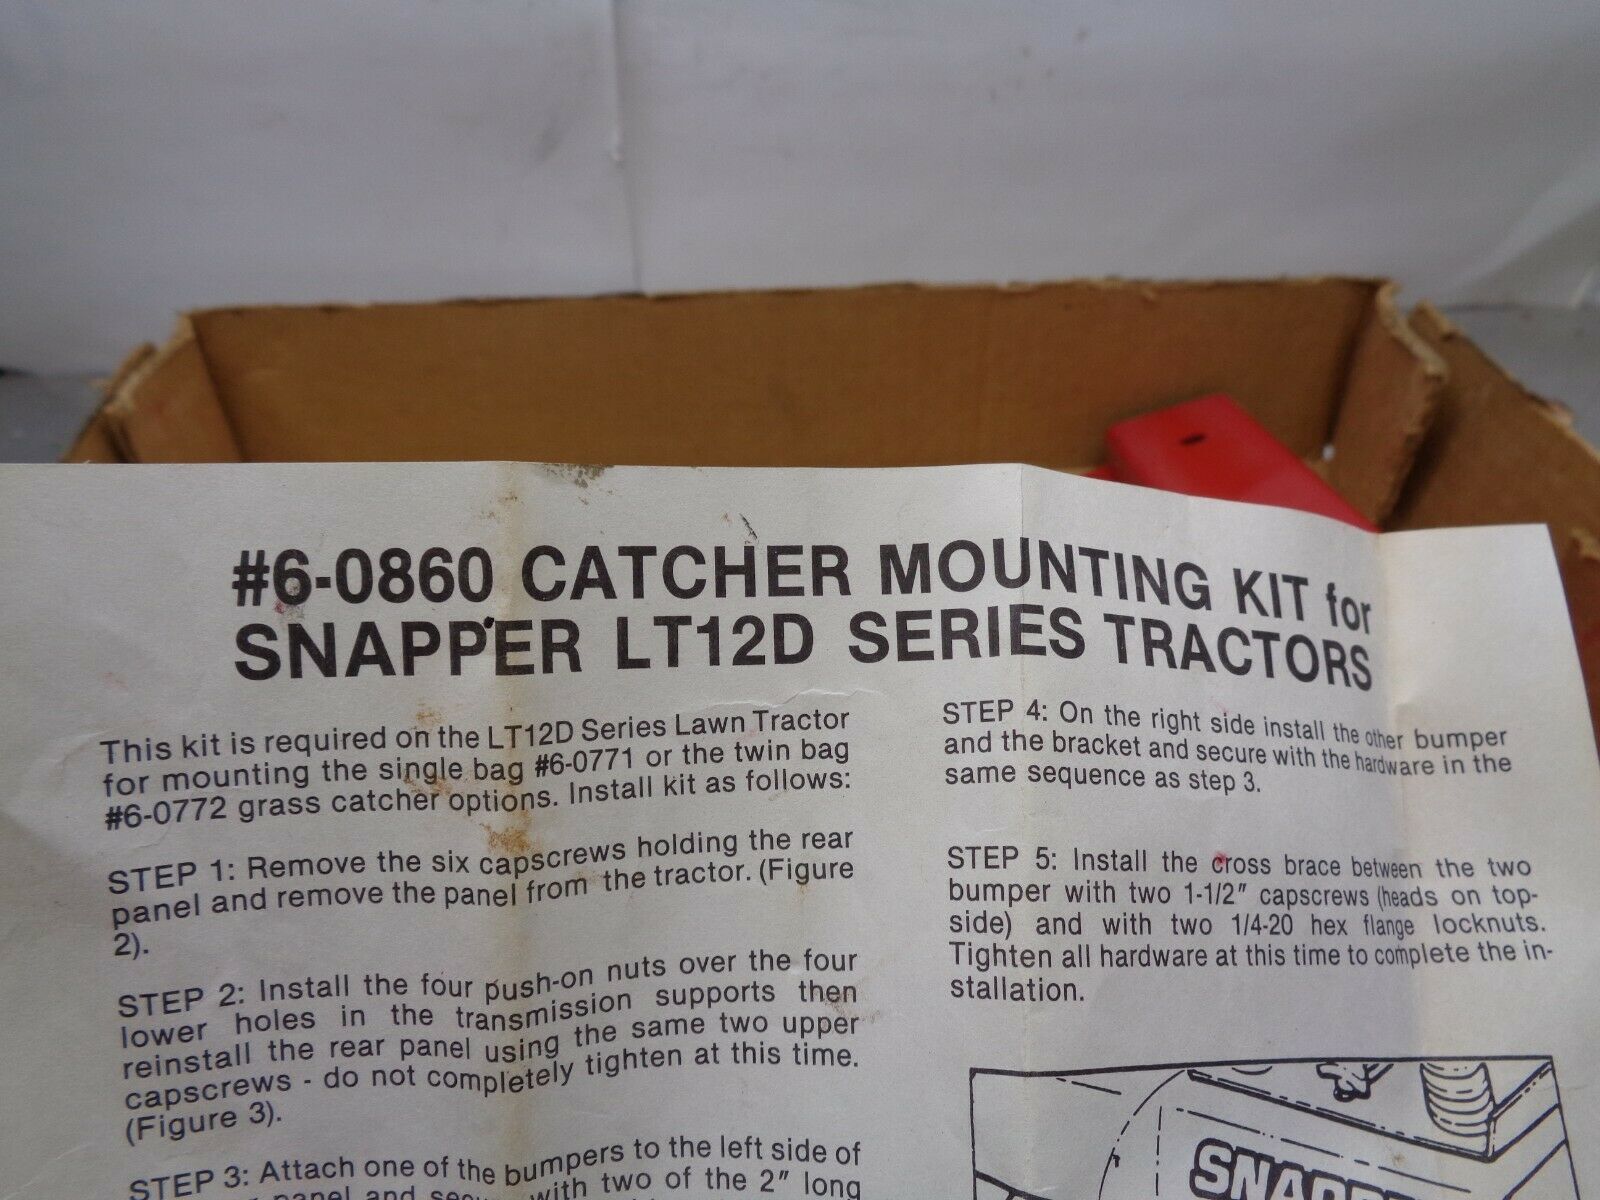 #6-0860 CATCHER MOUNTING KIT for
SNAPPER LT12D SERIES TRACTORS
This kit is required on the LT12D Series Lawn Tractor
for mounting the single bag #6-0771 or the twin bag
#6-0772 grass catcher options. Install kit as follows:
STEP 1: Remove the six capscrews holding the rear
panel and remove the panel from the tractor. (Figure
2).
STEP 2: Install the four push-on nuts over the four
lower holes in the transmission supports then
reinstall the rear panel using the same two upper
capscrews - do not completely tighten at this time.
(Figure 3).
STEP 3: Attach one of the bumpers to the left side of
panel and with two of the 2" long
STEP 4: On the right side install the other bumper
and the bracket and secure with the hardware in the
same sequence as step 3.
STEP 5: Install the cross brace between the two
bumper with two 1-1/2" capscrews (heads on top-
side) and with two 1/4-20 hex flange locknuts.
Tighten all hardware at this time to complete the in-
stallation.